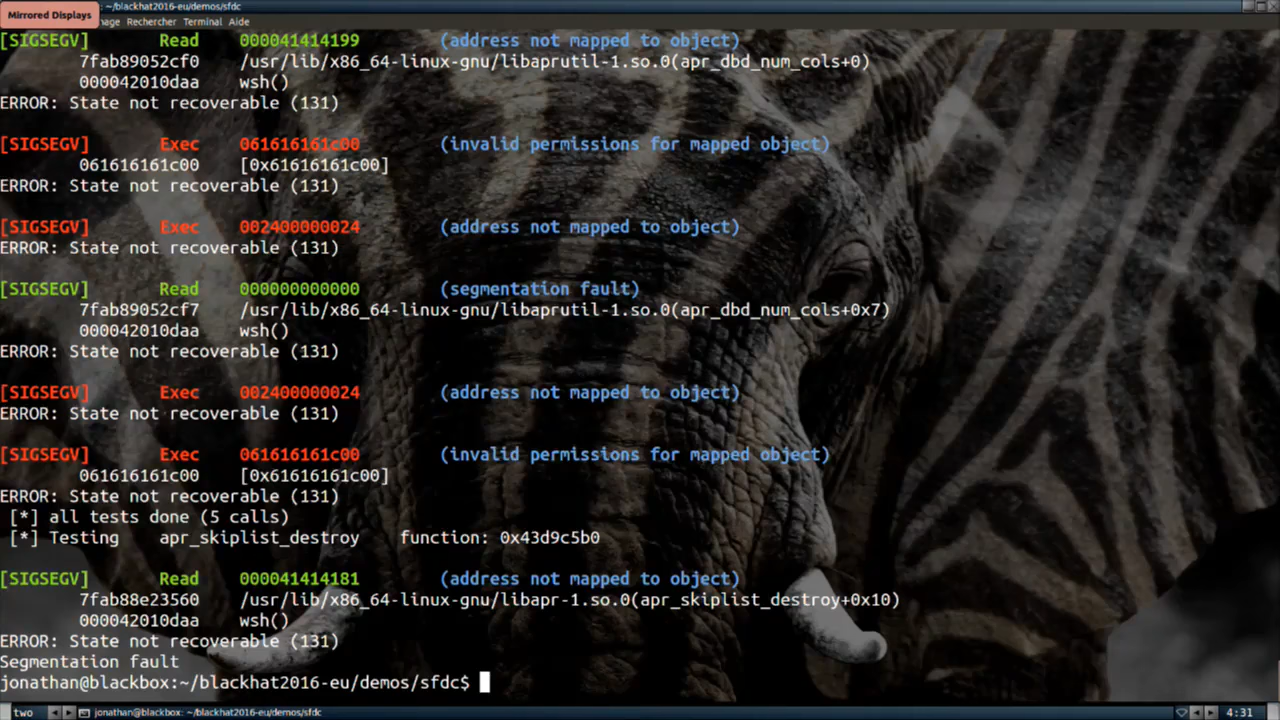 Mirrored Displays
: ~/blackhat2016-eu/demos/sfdc
nage Rechercher Terminal Aide
[SIGSEGV] Read 000041414199 (address not mapped to object)
7fab89052cf0 /usr/lib/x86_64-linux-gnu/libaprutil-1.so.0(apr_dbd_num_cols+0)
000042010daa wsh()
ERROR: State not recoverable (131)
[SIGSEGV] Exec 061616161c00 (invalid permissions for mapped object)
061616161c00 [0x61616161c00]
ERROR: State not recoverable (131)
[SIGSEGV] Exec 002400000024 (address not mapped to object)
ERROR: State not recoverable (131)
[SIGSEGV] Read 000000000000 (segmentation fault)
7fab89052cf7 /usr/lib/x86_64-linux-gnu/libaprutil-1.so.0(apr_dbd_num_cols+0x7)
000042010daa wsh()
ERROR: State not recoverable (131)
[SIGSEGV] Exec 002400000024 (address not mapped to object)
ERROR: State not recoverable (131)
[SIGSEGV] Exec 061616161c00 (invalid permissions for mapped object)
061616161c00 [0x61616161c00]
ERROR: State not recoverable (131)
[*] all tests done (5 calls)
[*] Testing apr_skiplist_destroy function: 0x43d9c5b0
[SIGSEGV] Read 000041414181 (address not mapped to object)
7fab88e23560 /usr/lib/x86_64-linux-gnu/libapr-1.so.0(apr_skiplist_destroy+0x10)
000042010daa wsh()
ERROR: State not recoverable (131)
Segmentation fault
jonathan@blackbox:~/blackhat2016-eu/demos/sfdc$
two jonathan@blackbox: ~/blackhat2016-eu/demos/sfdc 4:31